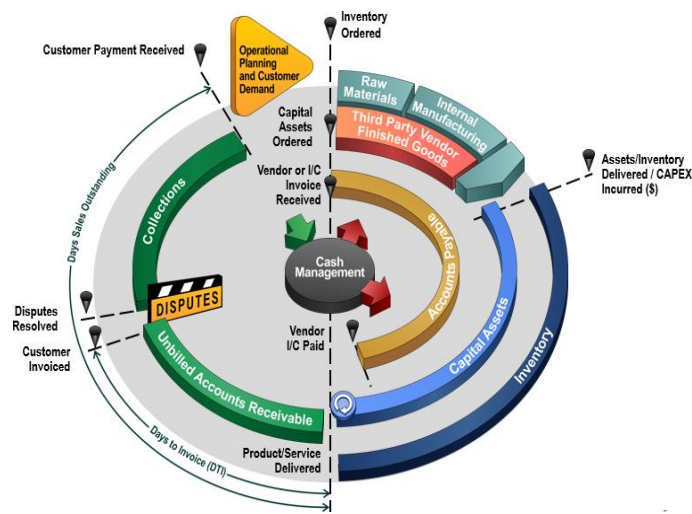 Inventory
Ordered
Customer Payment Received
Operational
Planning
and Customer
Demand
Raw
Materials
Internal
Manufacturing
Capital
Assets
Ordered
Third Party Vendor
Finished Goods
Vendor or I/C
Invoice
Received
Assets/Inventory
Delivered / CAPEX
Incurred ($)
Days Sales Outstanding
Collections
Accounts Payable
Cash
Management
Capital Assets
Inventory
DISPUTES
Disputes
Resolved
Customer
Invoiced
Vendor
I/C Paid
Unbilled Accounts Receivable
Days to Invoice (DTI)
Product/Service
Delivered